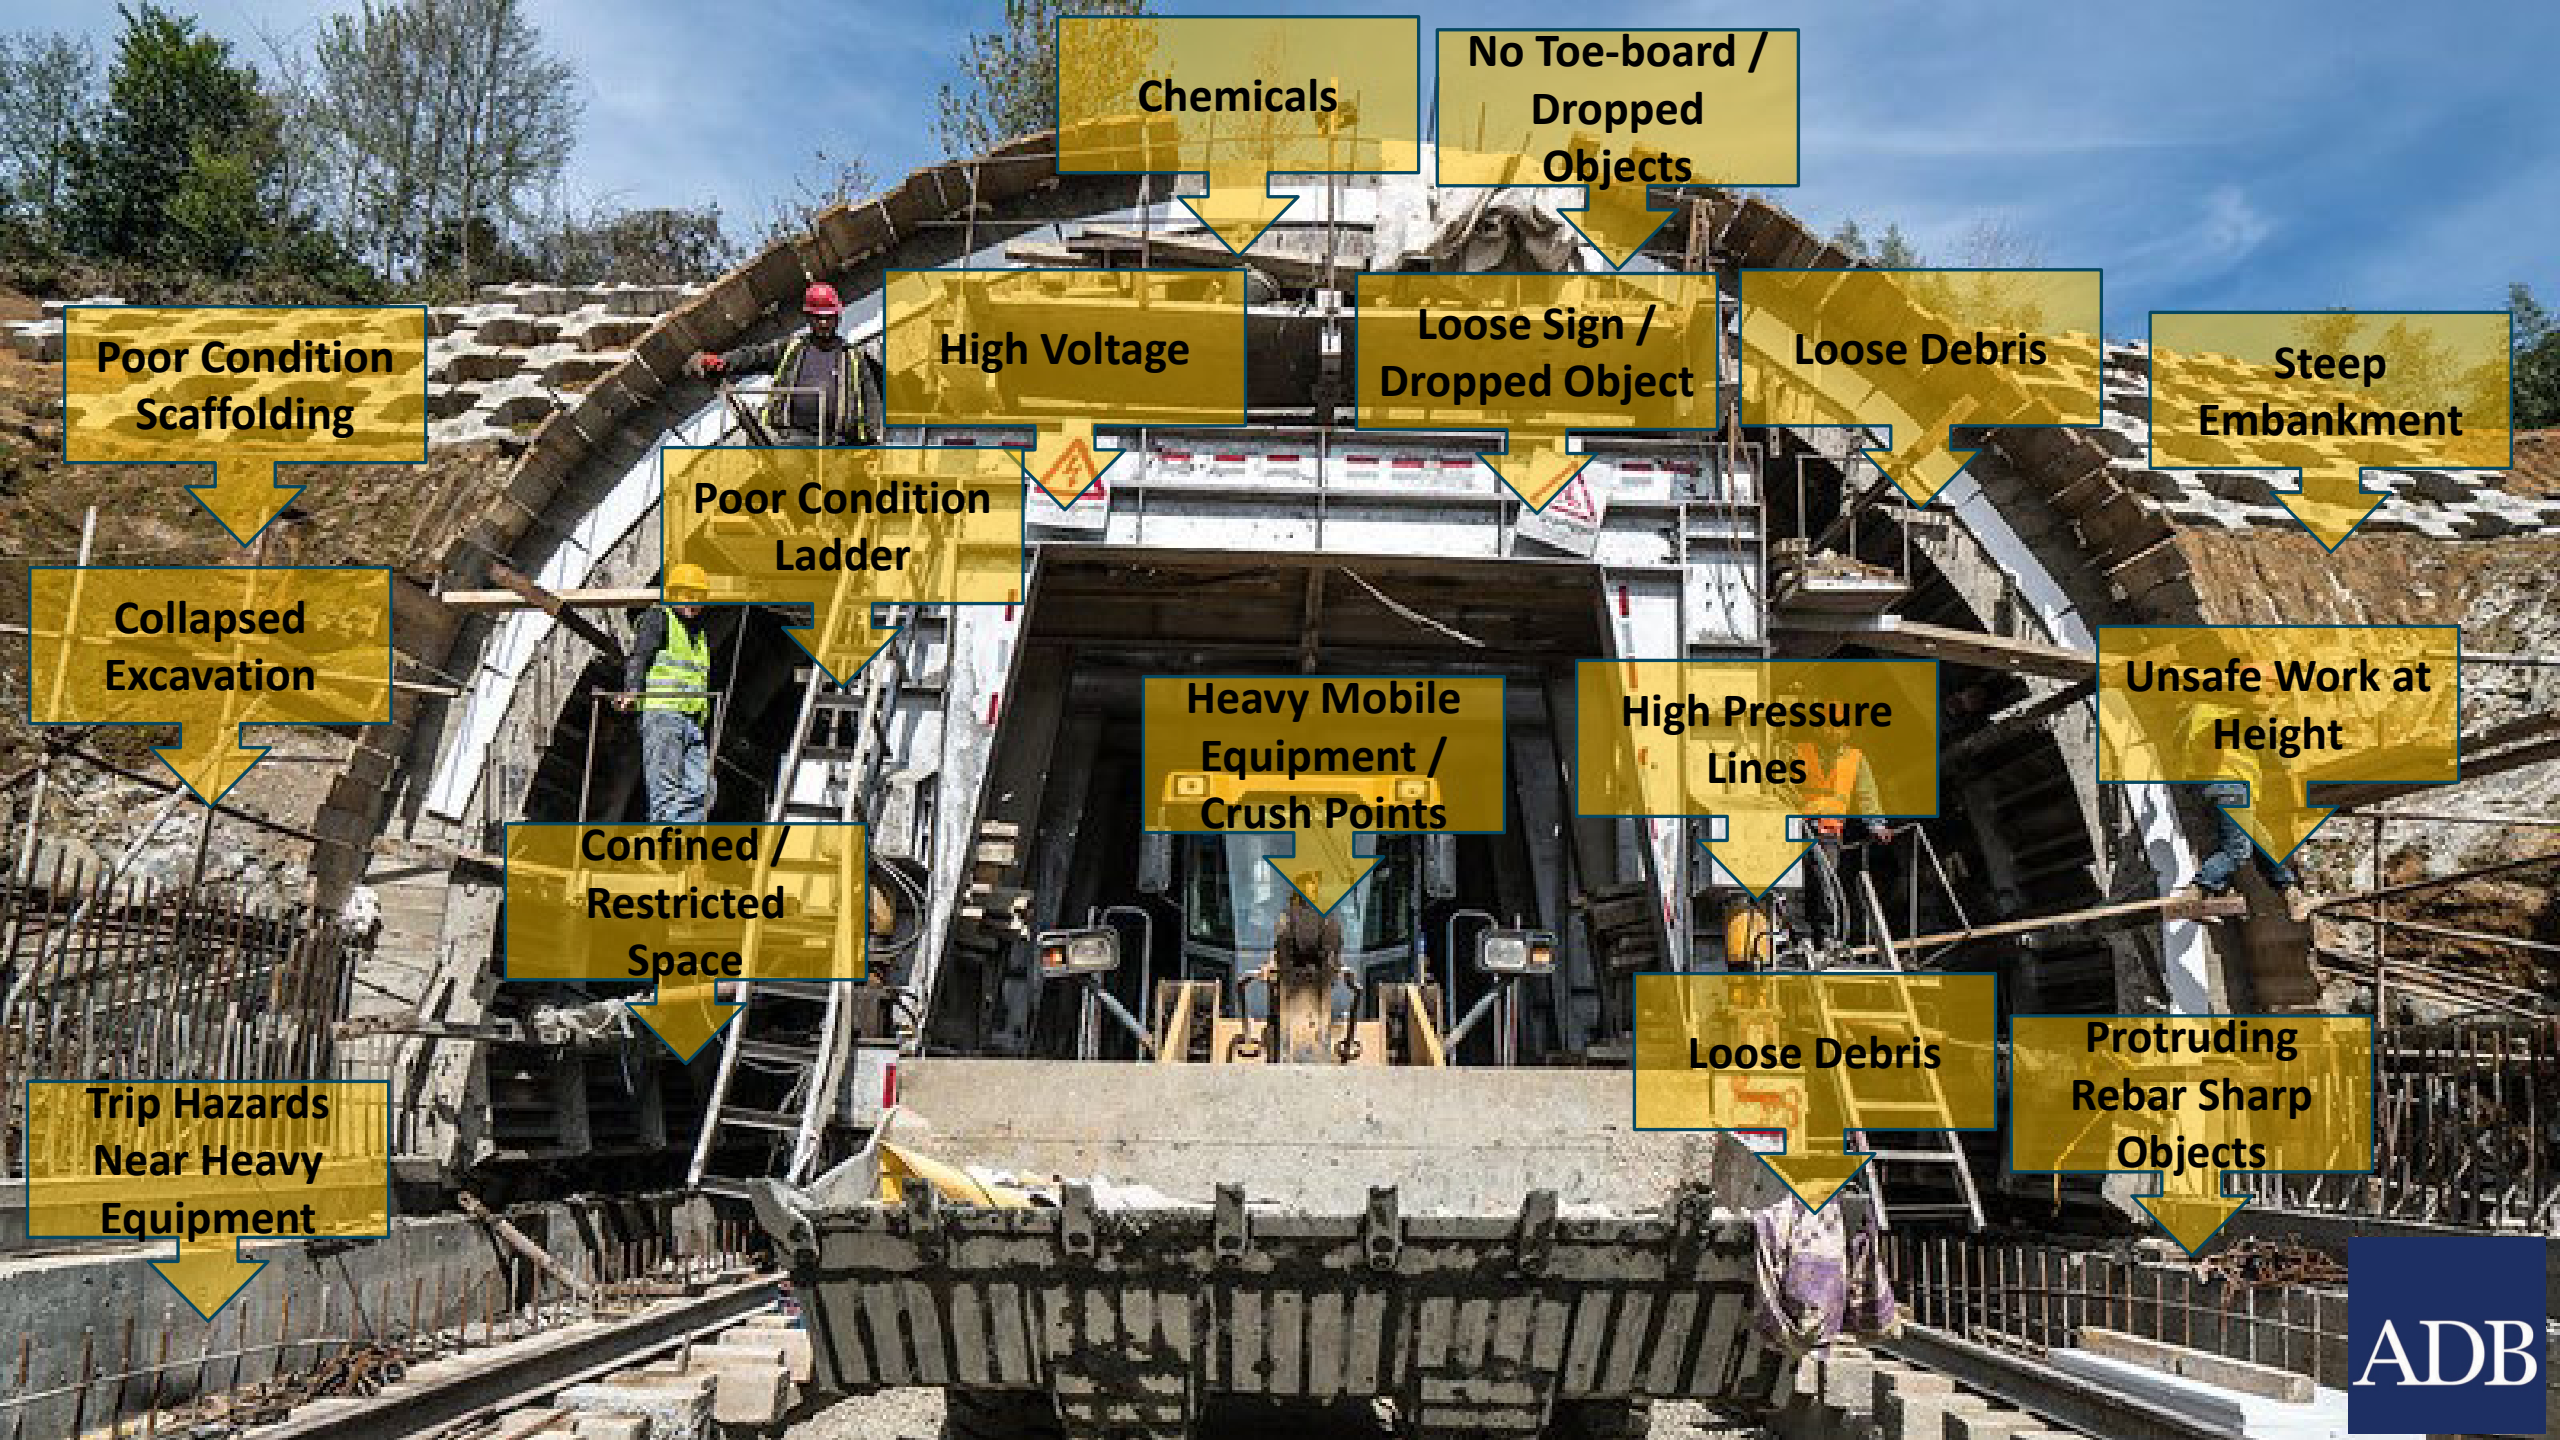 Chemicals
No Toe-board /
Dropped
Objects
Poor Condition
Scaffolding
High Voltage
Loose Sign /
Dropped Object
Loose Debris
Steep
Embankment
Poor Condition
Ladder
Collapsed
Excavation
Heavy Mobile
Equipment /
Crush Points
High Pressure
Lines
Unsafe Work at
Height
Confined /
Restricted
Space
Loose Debris
Protruding
Rebar Sharp
Objects
Trip Hazards
Near Heavy
Equipment
ADB